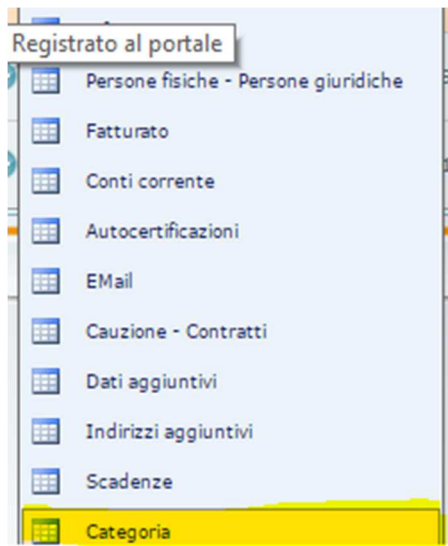 Registrato al portale
Persone fisiche - Persone giuridiche
Fatturato
Conti corrente
Autocertificazioni
EMail
Cauzione - Contratti
Dati aggiuntivi
Indirizzi aggiuntivi
Scadenze
Categoria